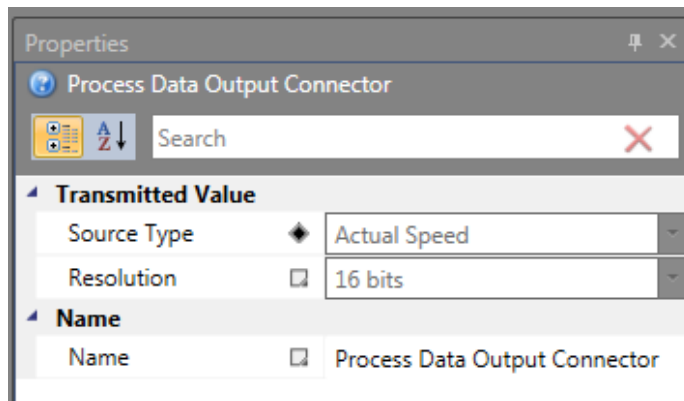 Properties
Process Data Output Connector
A
Z
Search
Transmitted Value
Source Type
Actual Speed
Resolution
16 bits
Name
Name
Process Data Output Connector